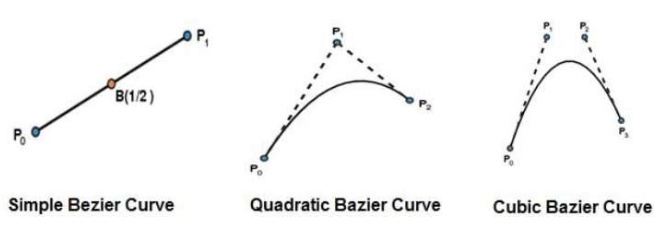 P₁
B(1/2 )
P₀
Simple Bezier Curve
P₁
P₂
P₀
Quadratic Bazier Curve
P₁ P₂
P₃
P₀
Cubic Bazier Curve